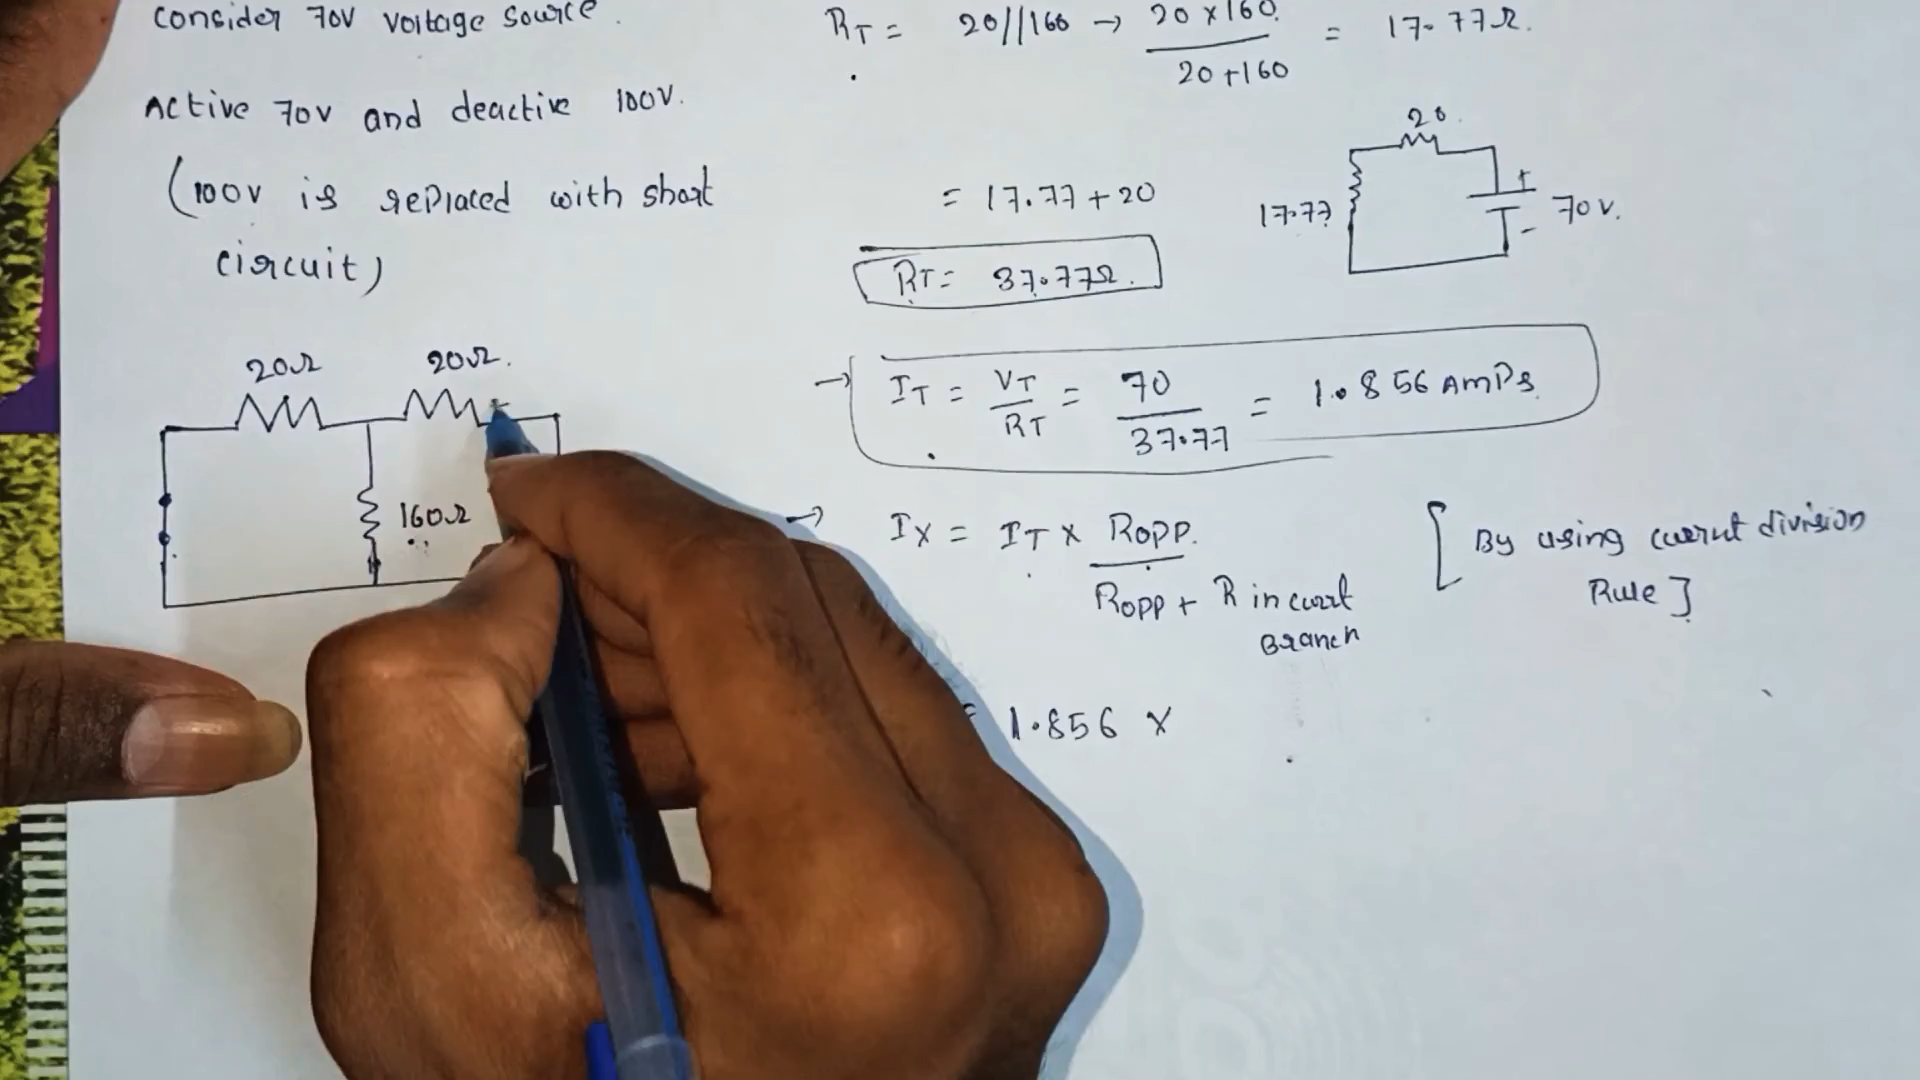 consider 70V voltage source.
Active 70V and deactive 100V.
(100V is replaced with short
circuit)
20Ω 20Ω.
160Ω
RT = 20//160 → 20 × 160 / 20+160 = 17.77Ω.
= 17.77 + 20
RT = 37.77Ω.
20.
17.77
+
70V.
-
→ IT = VT / RT = 70 / 37.77 = 1.856 AMPS
→ IX = IT × Ropp. / Ropp + R in curt
Branch
[By using current division
Rule]
= 1.856 ×